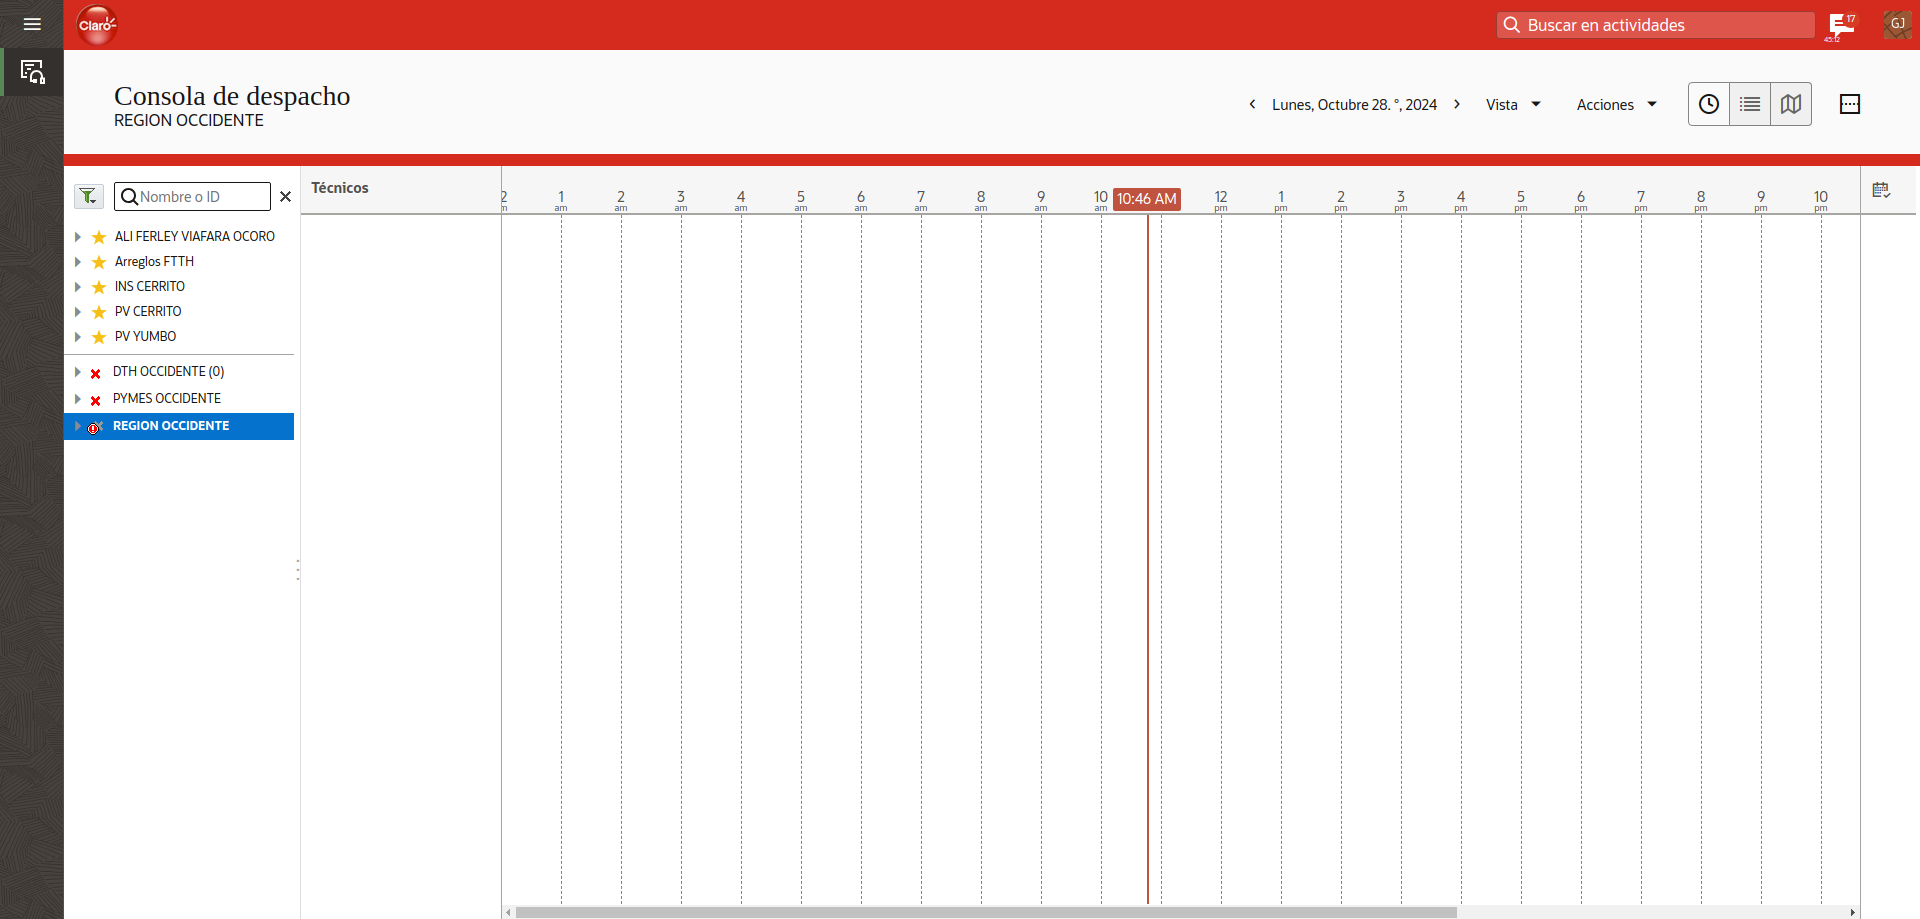 Claro
Buscar en actividades
17
45:12
GJ
Consola de despacho
REGION OCCIDENTE
Lunes, Octubre 28. °, 2024
Vista
Acciones
Nombre o ID
Técnicos
2 1 2 3 4 5 6 7 8 9 10 10:46 AM 12 1 2 3 4 5 6 7 8 9 10
am am am am am am am am am am pm pm pm pm pm pm pm pm pm pm pm
ALI FERLEY VIAFARA OCORO
Arreglos FTTH
INS CERRITO
PV CERRITO
PV YUMBO
DTH OCCIDENTE (0)
PYMES OCCIDENTE
REGION OCCIDENTE